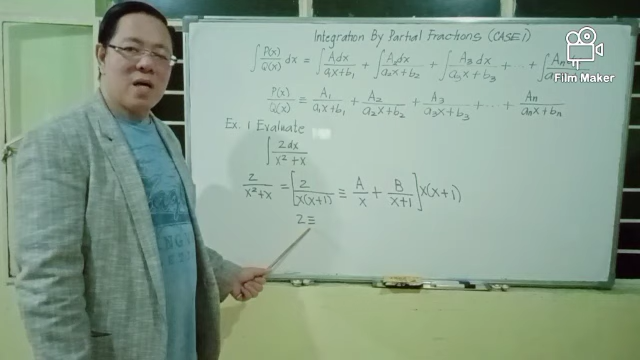 Integration By Partial Fractions (CASE I)
∫ P(x)/Q(x) dx = ∫ A₁dx/(a₁x+b₁) + ∫ A₂dx/(a₂x+b₂) + ∫ A₃dx/(a₃x+b₃) + ... + ∫
P(x)/Q(x) = A₁/(a₁x+b₁) + A₂/(a₂x+b₂) + A₃/(a₃x+b₃) + ... + Aₙ/(aₙx+bₙ)
Ex. 1 Evaluate
∫ 2dx/(x²+x)
2/(x²+x) = [2/(x(x+1)) ≡ A/x + B/(x+1)] x(x+1)
2 ≡
Film Maker